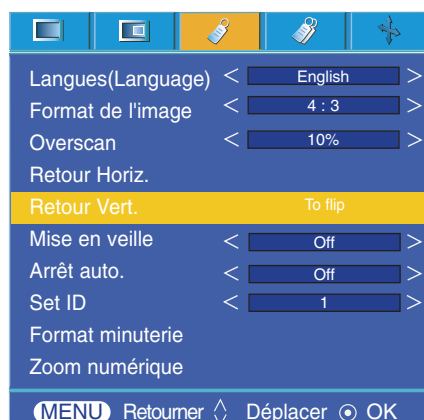 Langues(Language) < English >
Format de l'image < 4 : 3 >
Overscan < 10% >
Retour Horiz.
Retour Vert. To flip
Mise en veille < Off >
Arrêt auto. < Off >
Set ID < 1 >
Format minuterie
Zoom numérique
MENU Retourner Déplacer OK